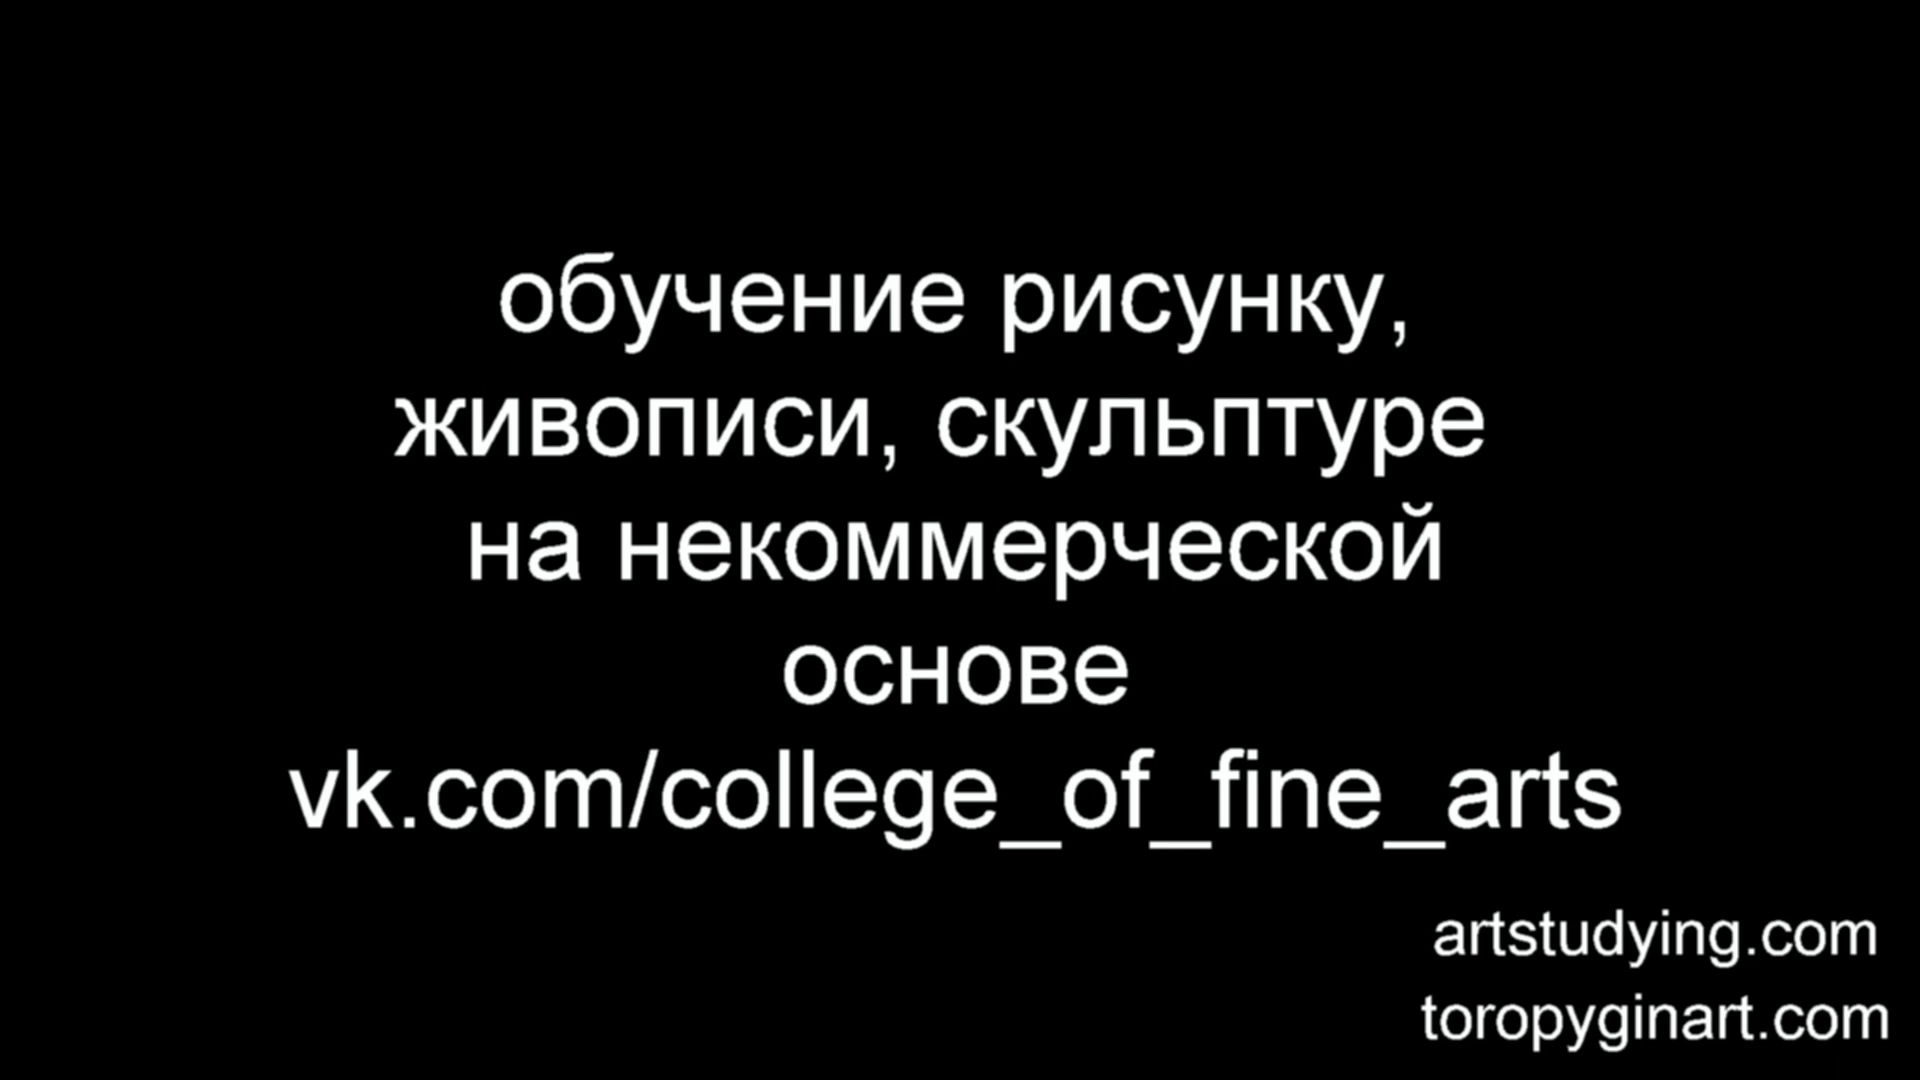 обучение рисунку,
живописи, скульптуре
на некоммерческой
основе
vk.com/college_of_fine_arts
artstudying.com
toropyginart.com